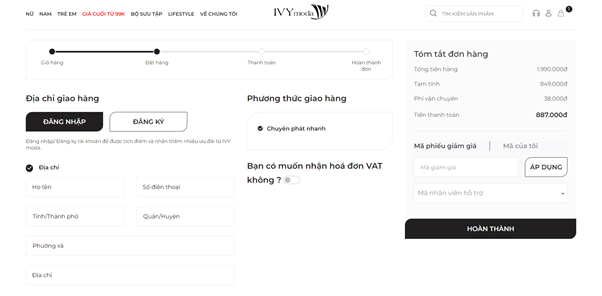 NỮ NAM TRẺ EM GIÁ CUỐI TỪ 99K BỘ SƯU TẬP LIFESTYLE VỀ CHÚNG TÔI
IVY moda
TÌM KIẾM SẢN PHẨM
1
Giỏ hàng Đặt hàng Thanh toán Hoàn thành đơn
Địa chỉ giao hàng
ĐĂNG NHẬP ĐĂNG KÝ
Đăng nhập/ Đăng ký tài khoản để được tích điểm và nhận thêm nhiều ưu đãi từ IVY
moda.
Địa chỉ
Họ tên Số điện thoại
Tỉnh/Thành phố Quận/Huyện
Phường xã
Địa chỉ
Phương thức giao hàng
Chuyển phát nhanh
Bạn có muốn nhận hoá đơn VAT
không ?
Tóm tắt đơn hàng
Tổng tiền hàng 1.990.000đ
Tạm tính 849.000đ
Phí vận chuyển 38.000đ
Tiền thanh toán 887.000đ
Mã phiếu giảm giá Mã của tôi
Mã giảm giá ÁP DỤNG
Mã nhân viên hỗ trợ
HOÀN THÀNH